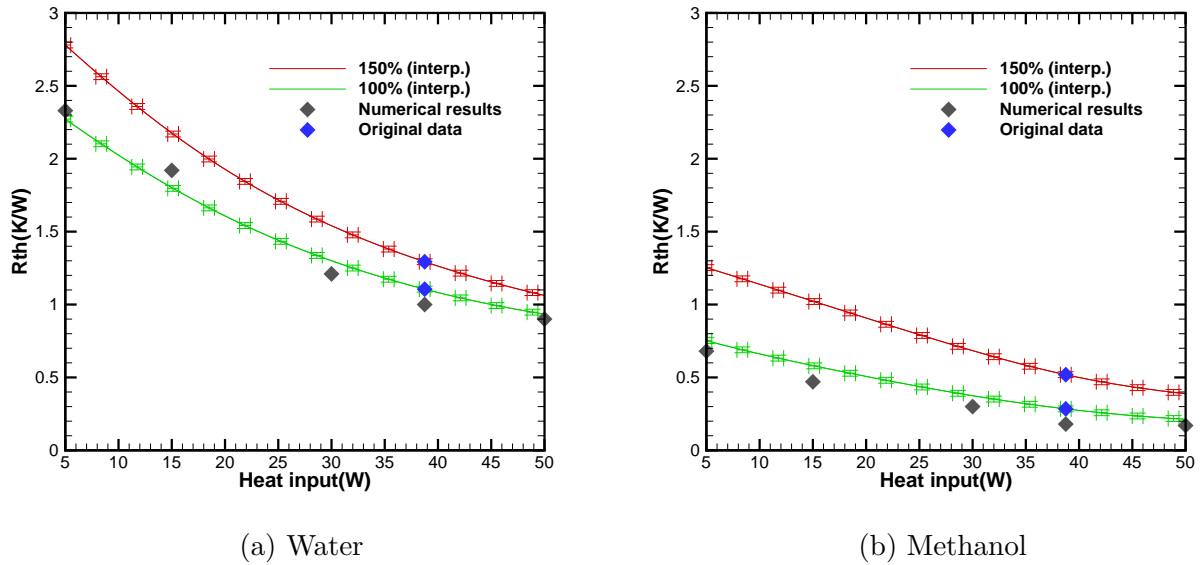 Rth(K/W)
3
2.5
2
1.5
1
0.5
0
5 10 15 20 25 30 35 40 45 50
Heat input(W)
150% (interp.)
100% (interp.)
Numerical results
Original data
(a) Water
Rth(K/W)
3
2.5
2
1.5
1
0.5
0
5 10 15 20 25 30 35 40 45 50
Heat input(W)
150% (interp.)
100% (interp.)
Numerical results
Original data
(b) Methanol